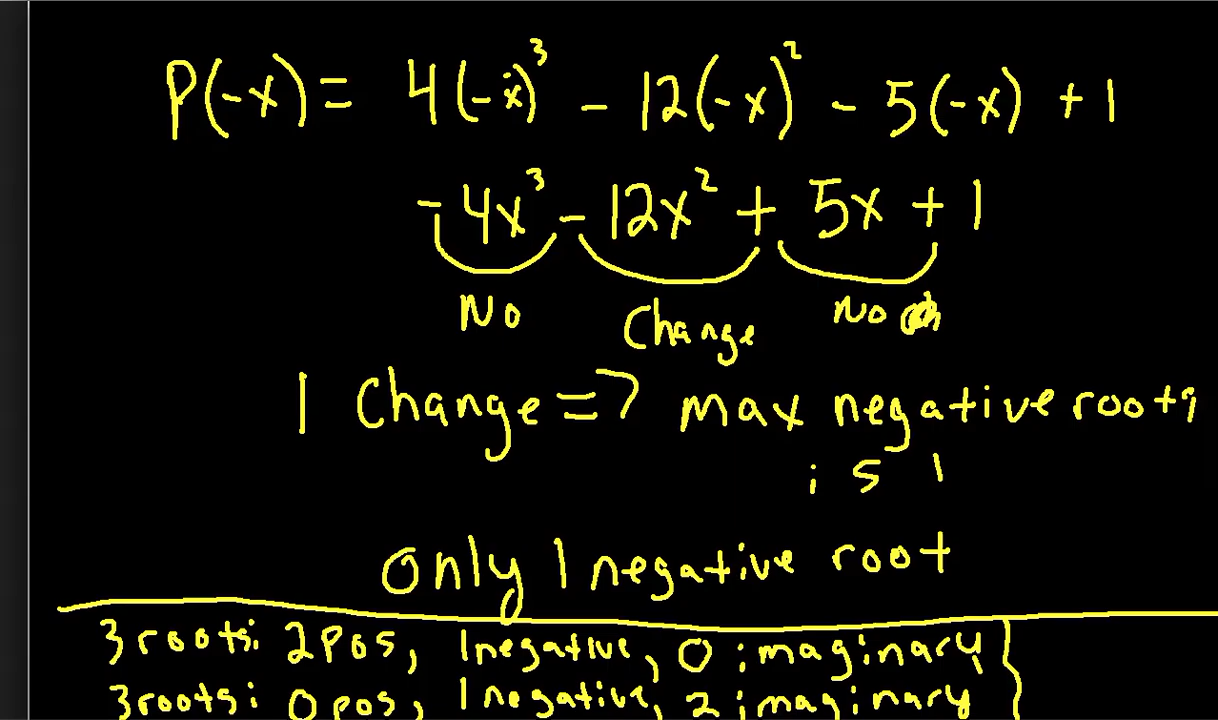 P(-x) = 4(-x)³ - 12(-x)² - 5(-x) + 1
-4x³ - 12x² + 5x + 1
No Change No
1 Change => max negative roots
is 1
Only 1 negative root
3 roots: 2 pos, 1 negative, 0 imaginary
3 roots: 0 pos, 1 negative, 2 imaginary